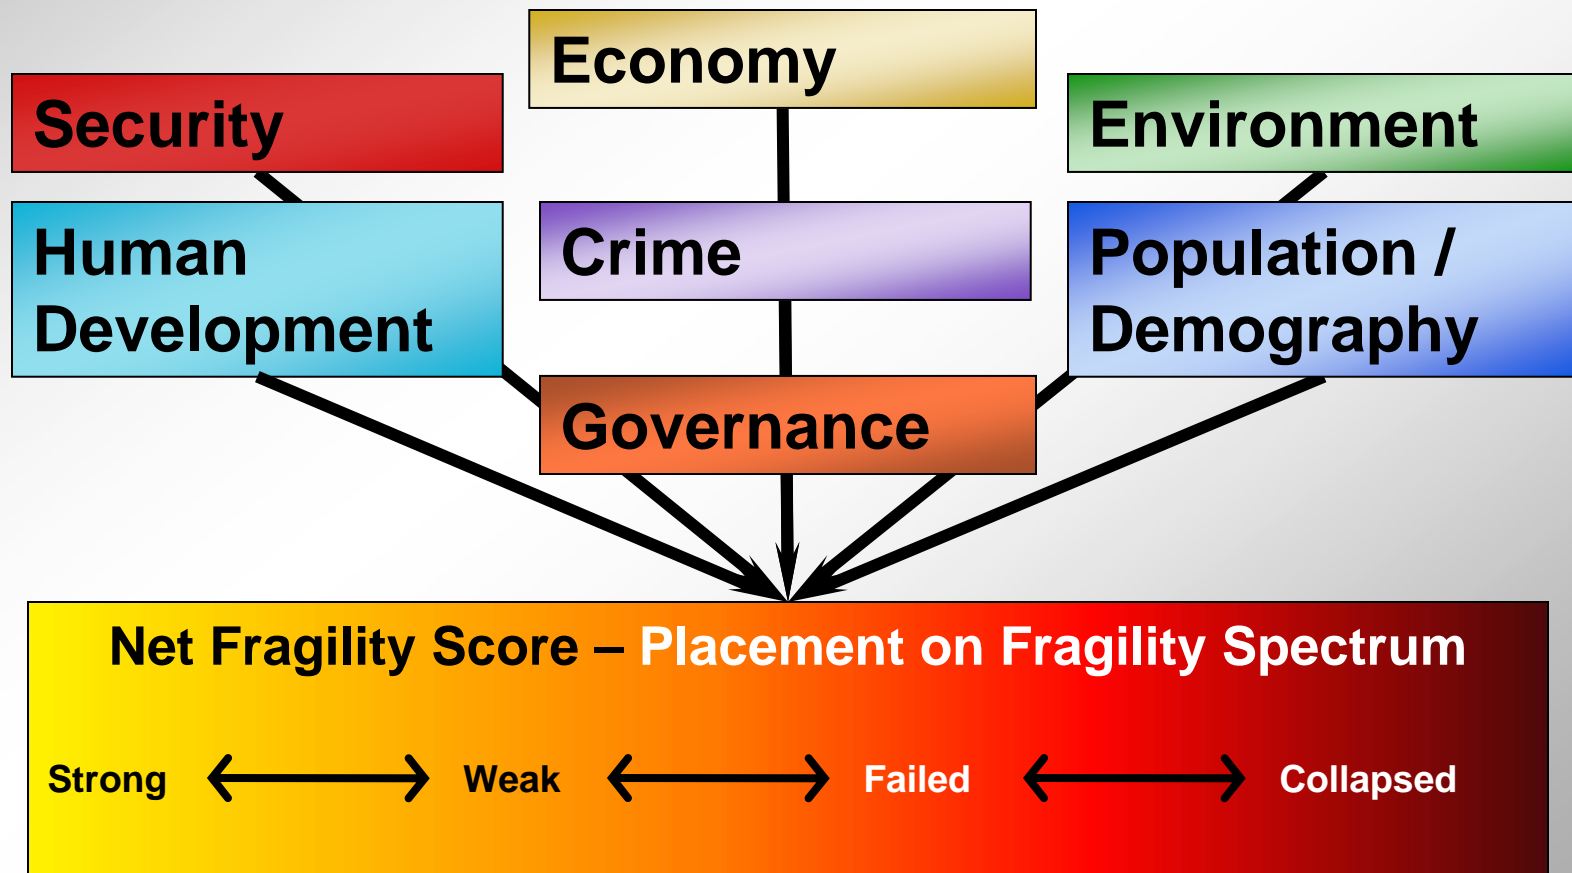 Economy
Security
Environment
Human
Development
Crime
Population /
Demography
Governance
Net Fragility Score – Placement on Fragility Spectrum
Strong
Weak
Failed
Collapsed